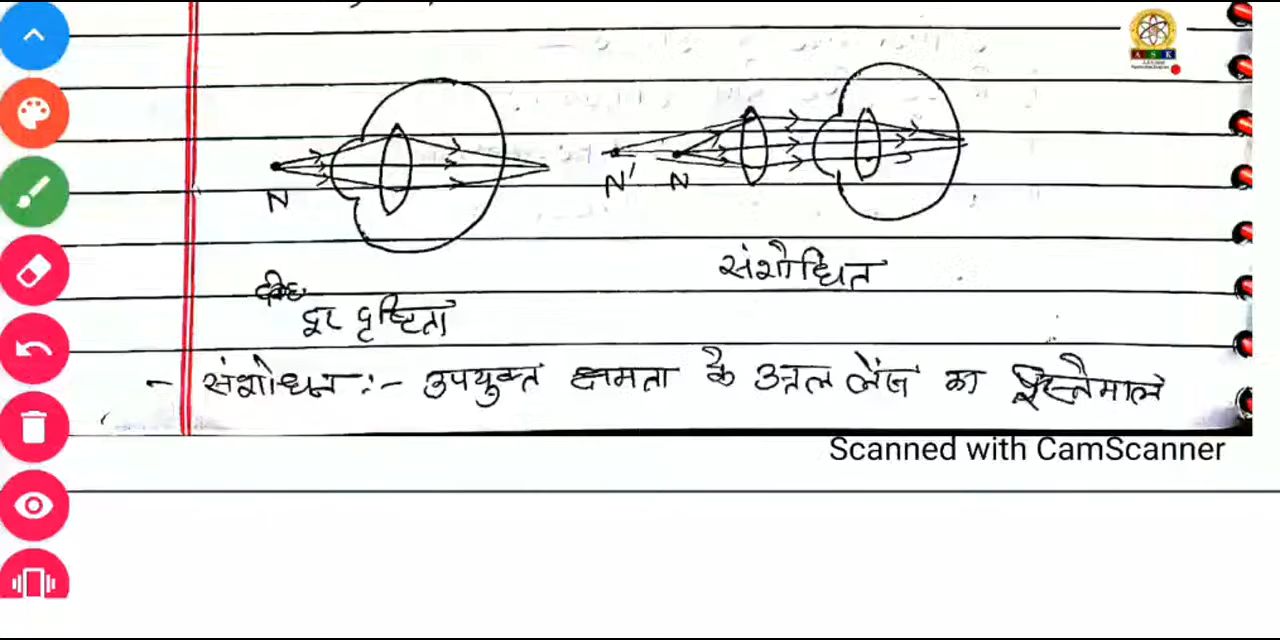 A S K
N
N' N
संशोधित
दूर दृष्टिता
- संशोधन :- उपयुक्त क्षमता के उत्तल लेंज का इस्तेमाल
Scanned with CamScanner